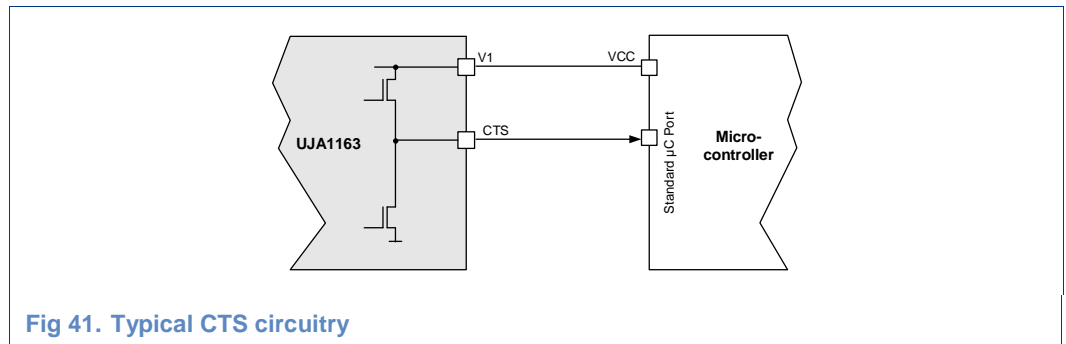 V1
VCC
CTS
UJA1163
Standard µC Port
Micro-
controller
Fig 41. Typical CTS circuitry